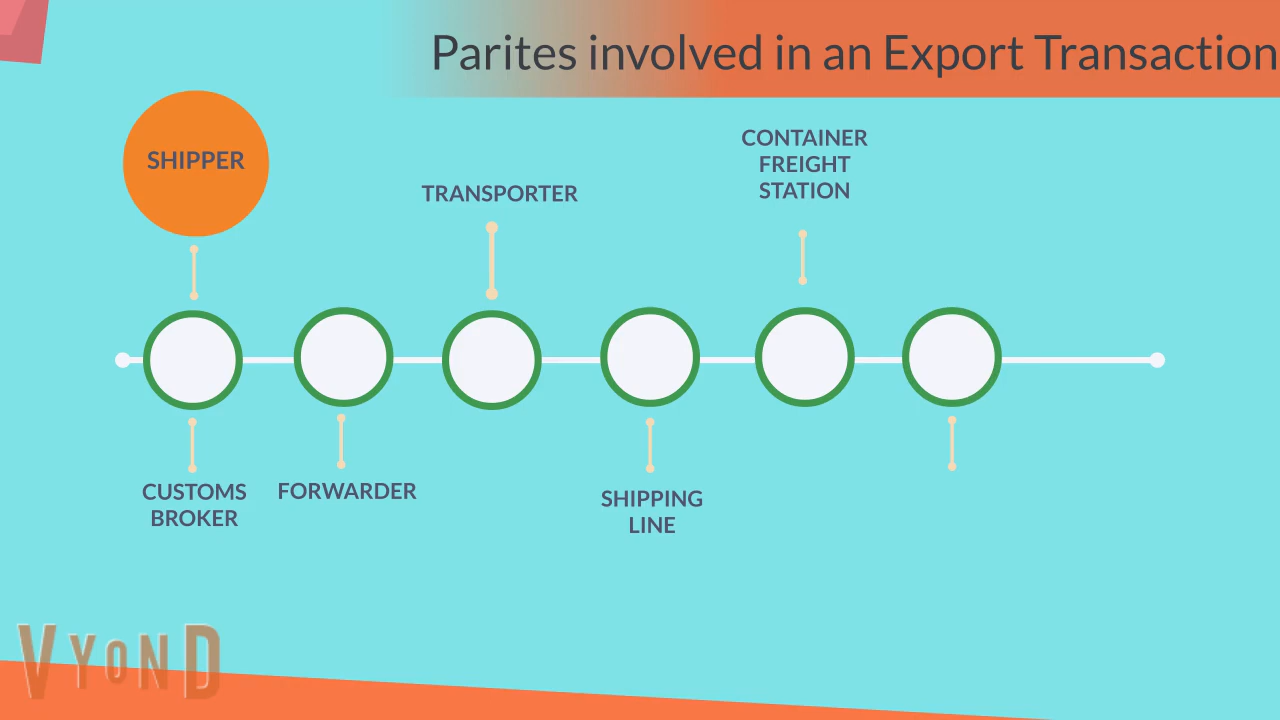 Parites involved in an Export Transaction
SHIPPER
TRANSPORTER
CONTAINER
FREIGHT
STATION
CUSTOMS
BROKER
FORWARDER
SHIPPING
LINE
VYOND